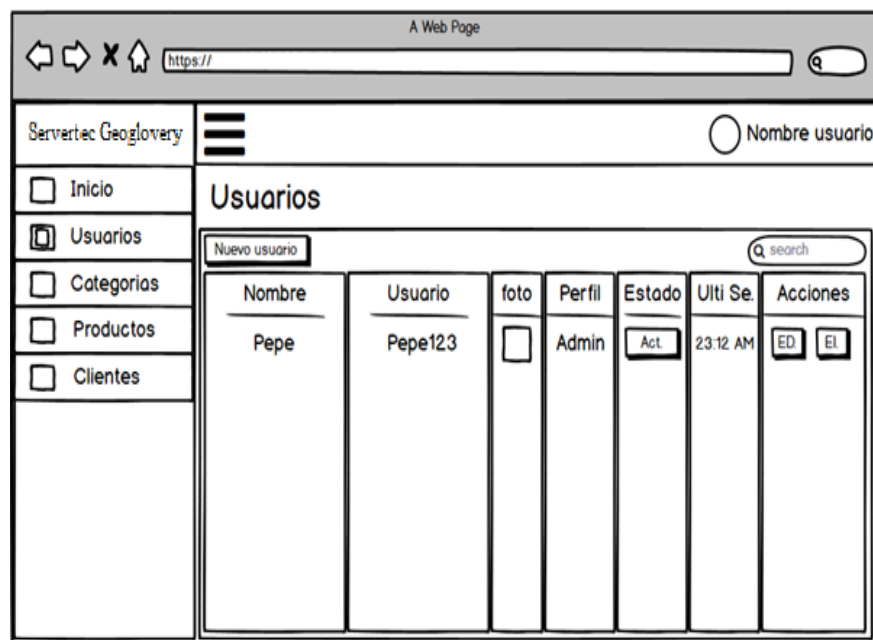 A Web Page
https://
Servertec Geoglovery
Nombre usuario
Inicio
Usuarios
Categorias
Productos
Clientes
Usuarios
Nuevo usuario
search
Nombre Usuario foto Perfil Estado Ulti Se. Acciones
Pepe Pepe123 Admin Act. 23:12 AM ED. El.